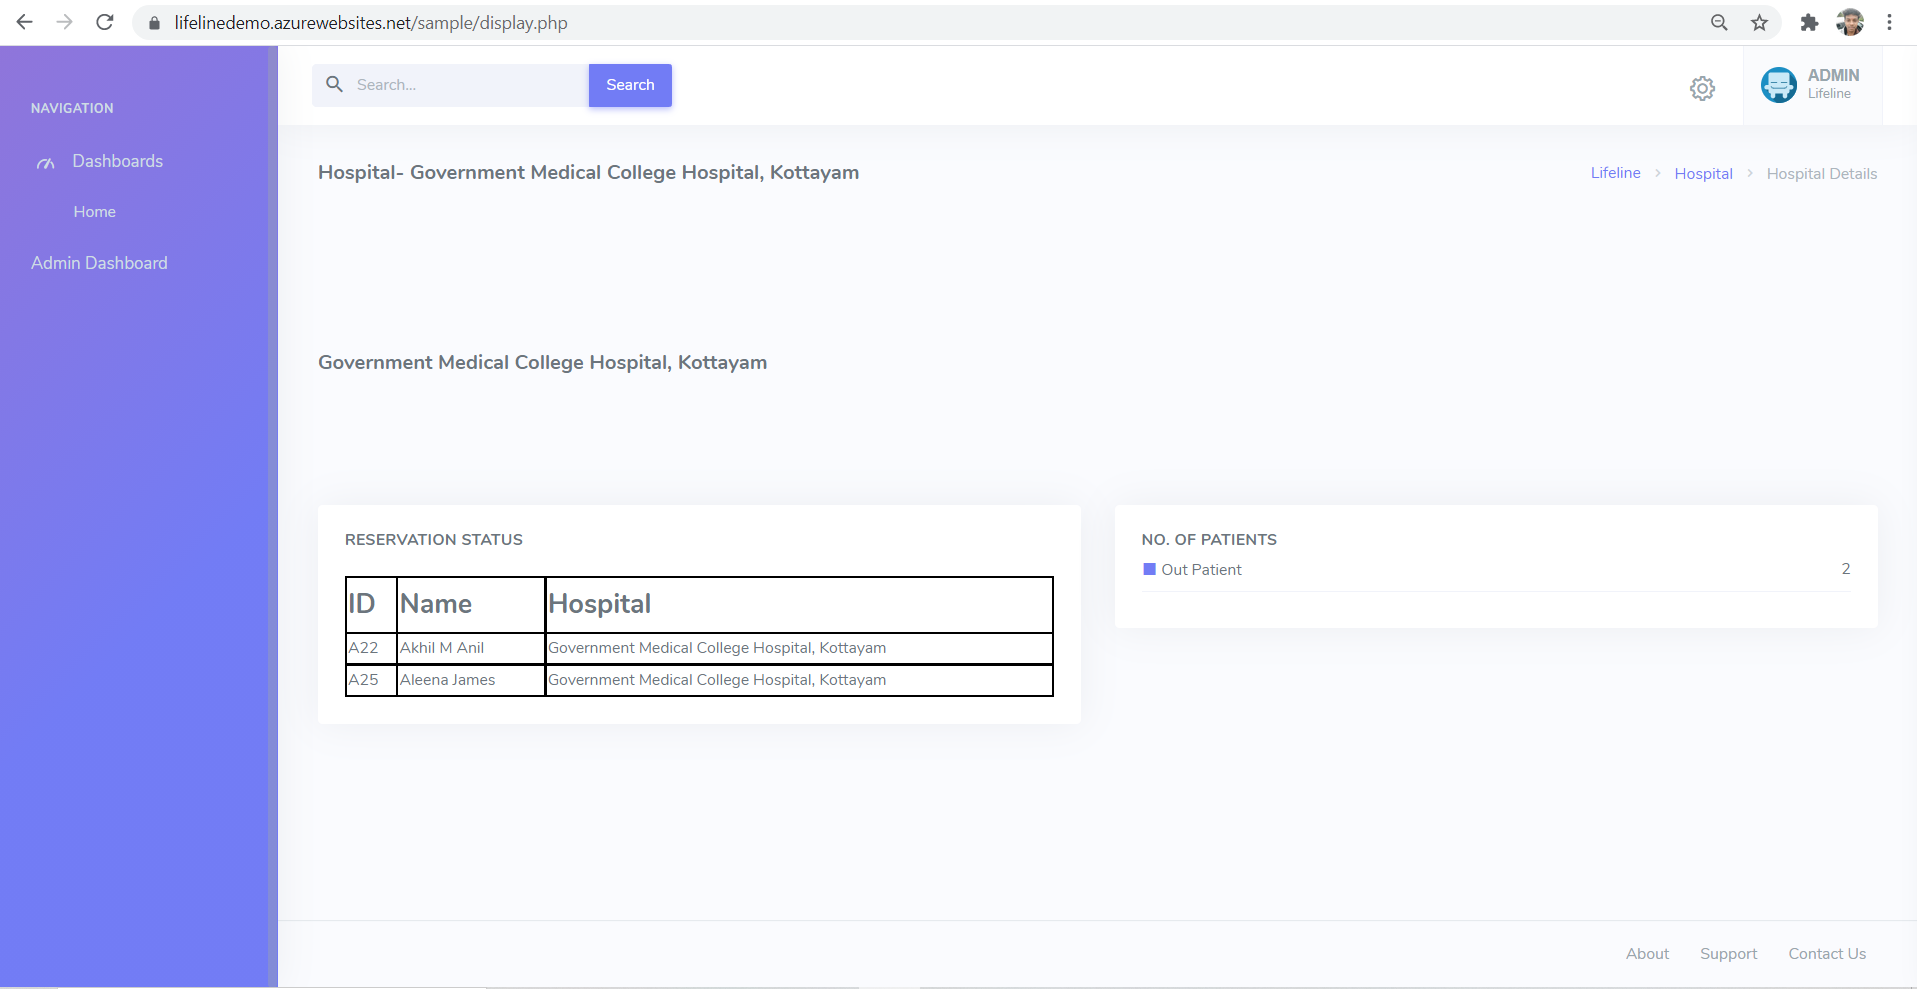 lifelinedemo.azurewebsites.net/sample/display.php
NAVIGATION
Dashboards
Home
Admin Dashboard
Search...
Search
ADMIN
Lifeline
Hospital- Government Medical College Hospital, Kottayam
Lifeline > Hospital > Hospital Details
Government Medical College Hospital, Kottayam
RESERVATION STATUS
ID Name Hospital
A22 Akhil M Anil Government Medical College Hospital, Kottayam
A25 Aleena James Government Medical College Hospital, Kottayam
NO. OF PATIENTS
Out Patient 2
About Support Contact Us